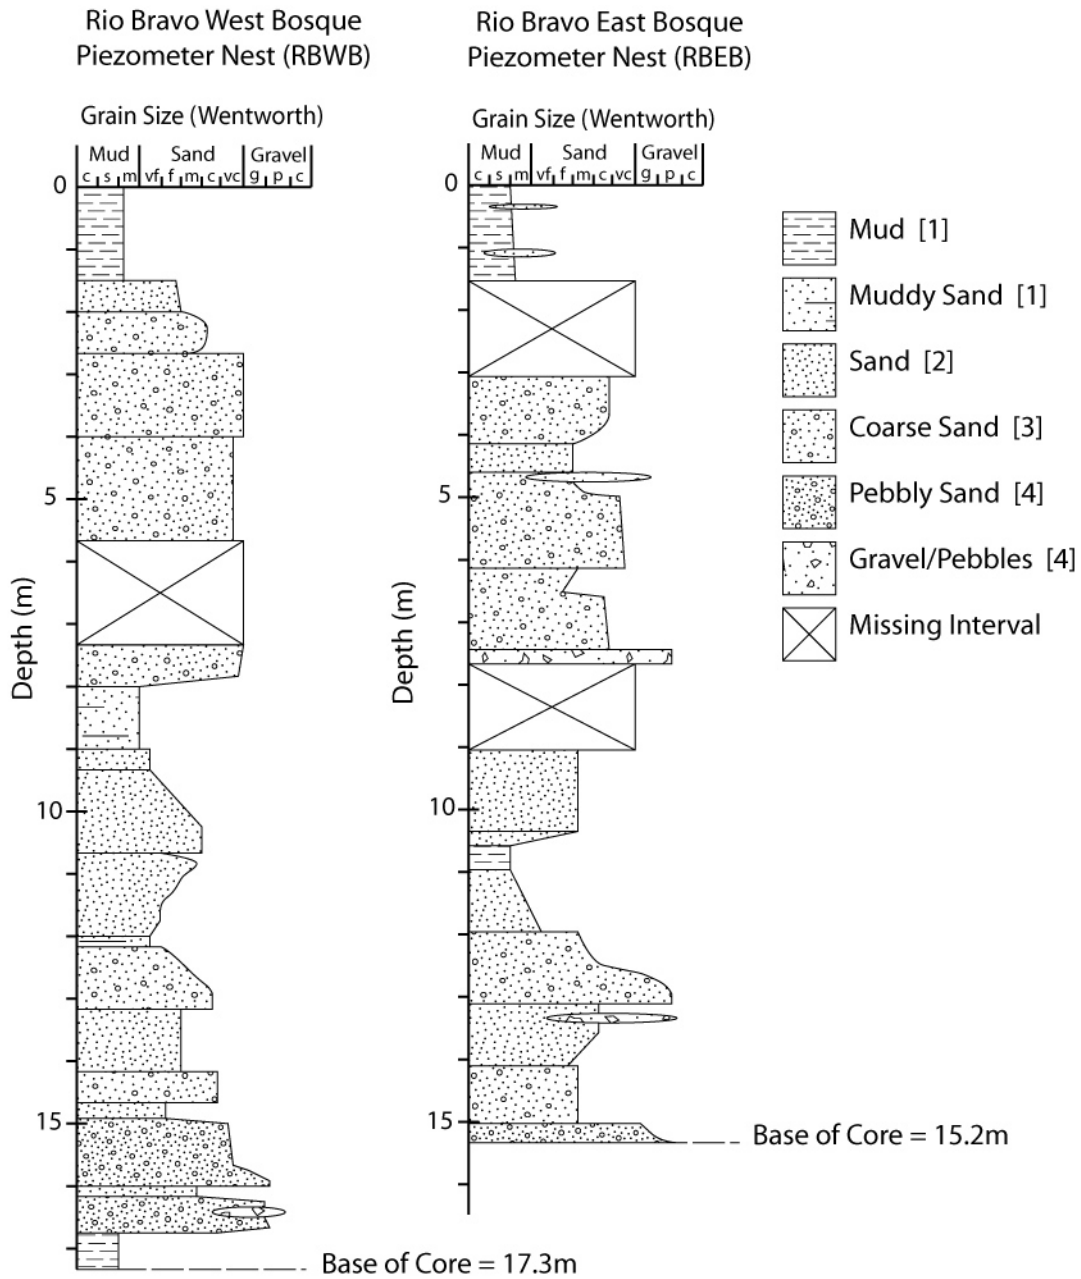 Rio Bravo West Bosque
Piezometer Nest (RBWB)
Grain Size (Wentworth)
Mud Sand Gravel
c s m vf f m c vc g p c
0
5
10
15
Depth (m)
Base of Core = 17.3m
Rio Bravo East Bosque
Piezometer Nest (RBEB)
Grain Size (Wentworth)
Mud Sand Gravel
c s m vf f m c vc g p c
0
5
10
15
Depth (m)
Base of Core = 15.2m
Mud [1]
Muddy Sand [1]
Sand [2]
Coarse Sand [3]
Pebbly Sand [4]
Gravel/Pebbles [4]
Missing Interval